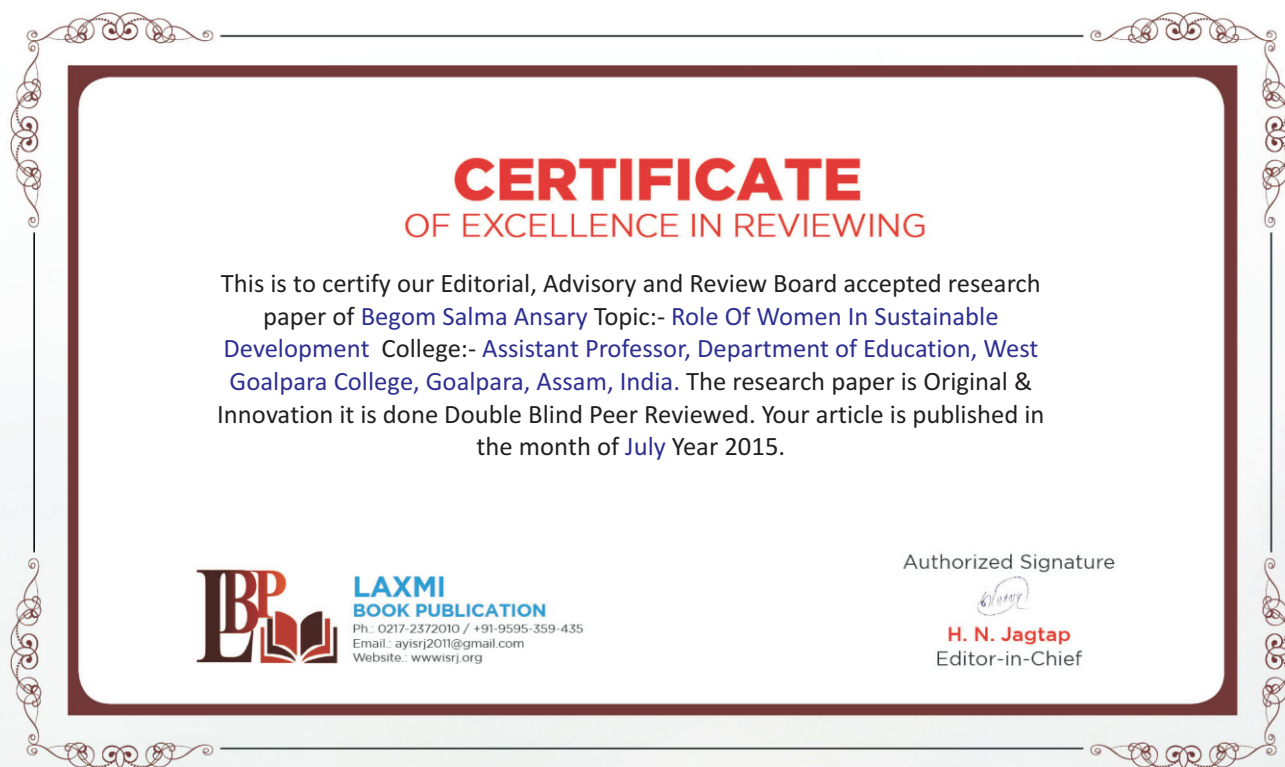 CERTIFICATE
OF EXCELLENCE IN REVIEWING
This is to certify our Editorial, Advisory and Review Board accepted research
paper of Begom Salma Ansary Topic:- Role Of Women In Sustainable
Development College:- Assistant Professor, Department of Education, West
Goalpara College, Goalpara, Assam, India. The research paper is Original &
Innovation it is done Double Blind Peer Reviewed. Your article is published in
the month of July Year 2015.
LBP
LAXMI
BOOK PUBLICATION
Ph.: 0217-2372010 / +91-9595-359-435
Email.: ayisrj2011@gmail.com
Website.: wwwisrj.org
Authorized Signature
H. N. Jagtap
Editor-in-Chief